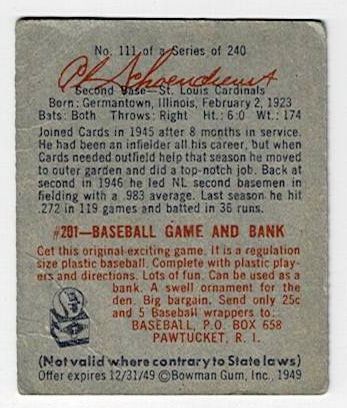 No. 111 of a Series of 240
Al Schoendienst
Second Base—St. Louis Cardinals
Born: Germantown, Illinois, February 2, 1923
Bats: Both Throws: Right Ht.: 6:0 Wt.: 174
Joined Cards in 1945 after 8 months in service.
He had been an infielder all his career, but when
Cards needed outfield help that season he moved
to outer garden and did a top-notch job. Back
at second in 1946 he led NL second basemen in
fielding with a .983 average. Last season he hit
.272 in 119 games and batted in 36 runs.
#201—BASEBALL GAME AND BANK
Get this original exciting game. It is a regulation
size plastic baseball. Complete with plastic play-
ers and directions. Lots of fun. Can be used as a
bank. A swell ornament for the
den. Big bargain. Send only 25c
and 5 Baseball wrappers to:
BASEBALL, P.O. BOX 658
PAWTUCKET, R. I.
(Not valid where contrary to State laws)
Offer expires 12/31/49 ©Bowman Gum, Inc., 1949